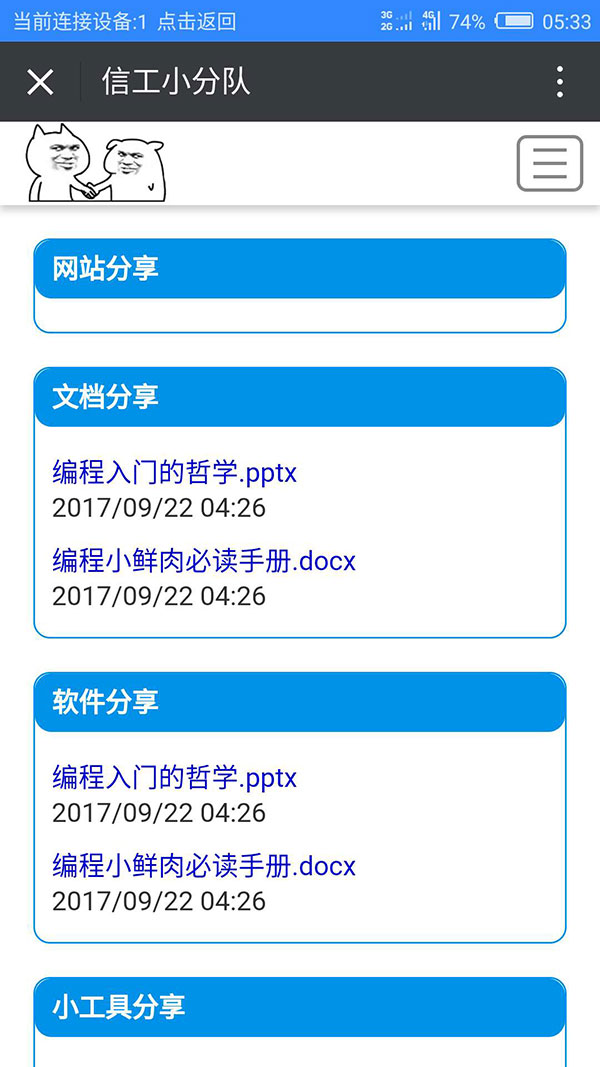 当前连接设备:1 点击返回 3G 2G 4G 74% 05:33
信工小分队
网站分享
文档分享
编程入门的哲学.pptx
2017/09/22 04:26
编程小鲜肉必读手册.docx
2017/09/22 04:26
软件分享
编程入门的哲学.pptx
2017/09/22 04:26
编程小鲜肉必读手册.docx
2017/09/22 04:26
小工具分享